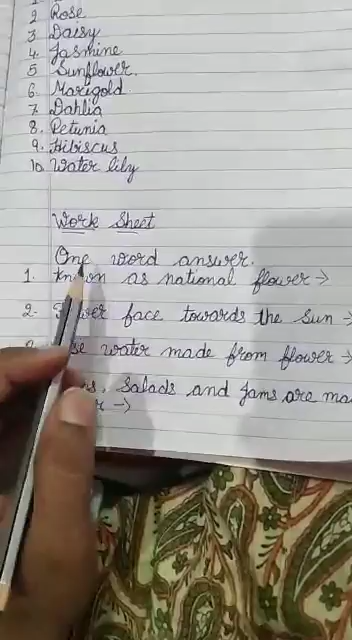 2 Rose
3 Daisy
4 Jasmine
5 Sunflower.
6. Marigold
7. Dahlia
8. Petunia
9. Hibiscus
10. Water lily
Work Sheet
One word answer.
1. Known as national flower →
2. face towards the Sun →
water made from flower →
Salads and Jams are
→